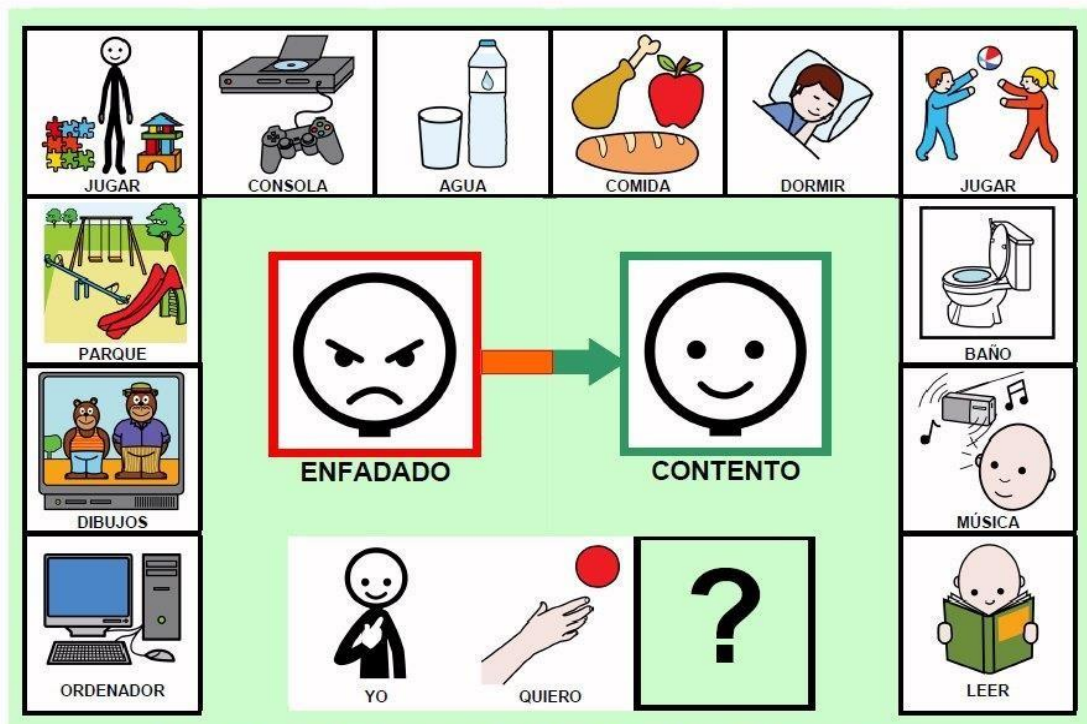 JUGAR
CONSOLA
AGUA
COMIDA
DORMIR
JUGAR
PARQUE
BAÑO
ENFADADO
CONTENTO
DIBUJOS
MÚSICA
YO
QUIERO
?
ORDENADOR
LEER